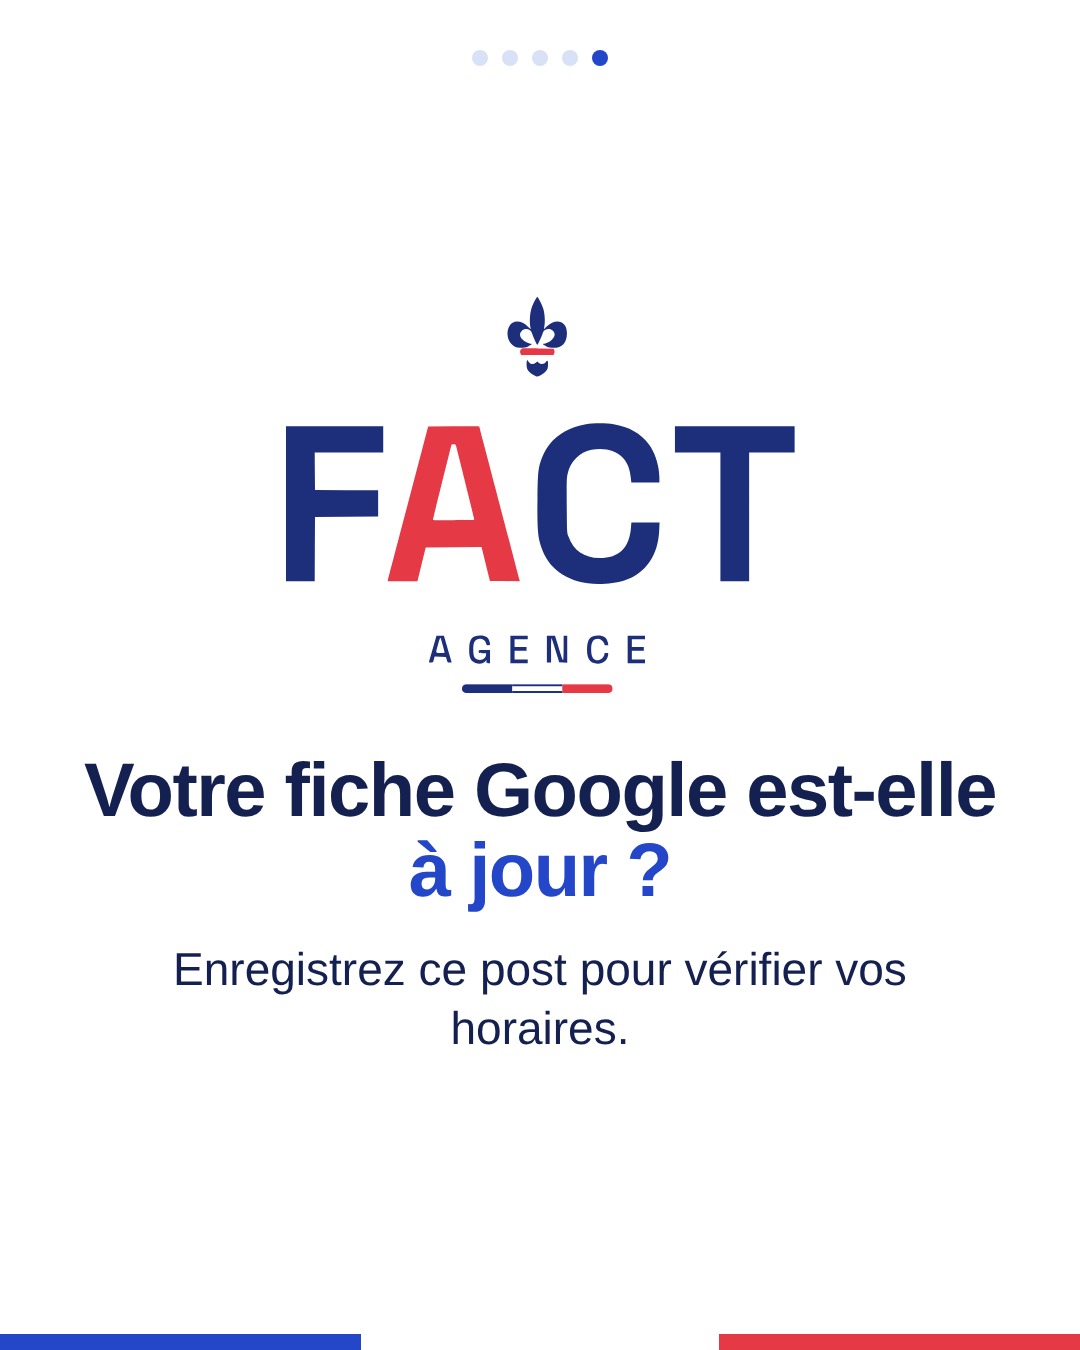 FACT
AGENCE
Votre fiche Google est-elle
à jour ?
Enregistrez ce post pour vérifier vos
horaires.